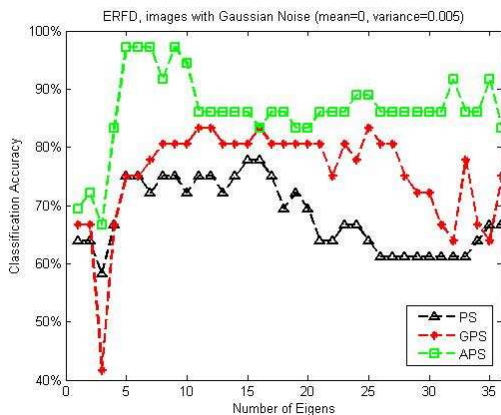 ERFD, images with Gaussian Noise (mean=0, variance=0.005)
100%
90%
80%
70%
60%
50%
40%
Classification Accuracy
0
5
10
15
20
25
30
35
Number of Eigens
PS
GPS
APS